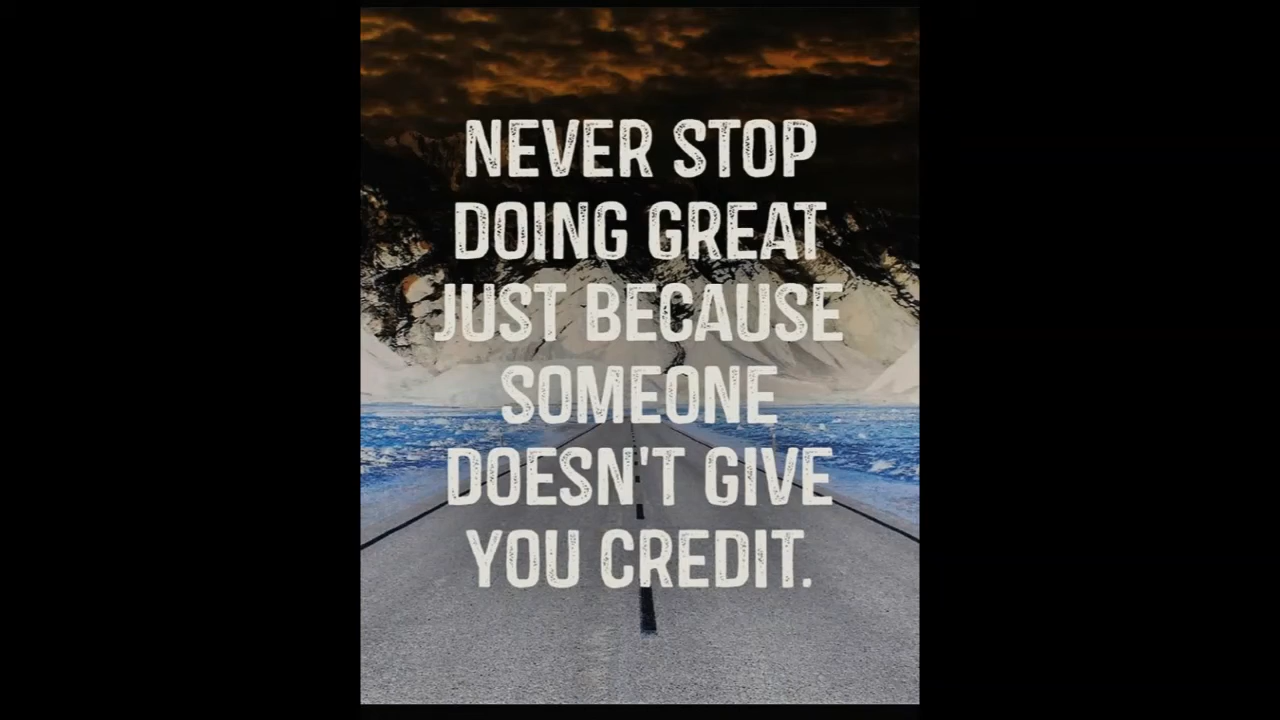 NEVER STOP
DOING GREAT
JUST BECAUSE
SOMEONE
DOESN'T GIVE
YOU CREDIT.